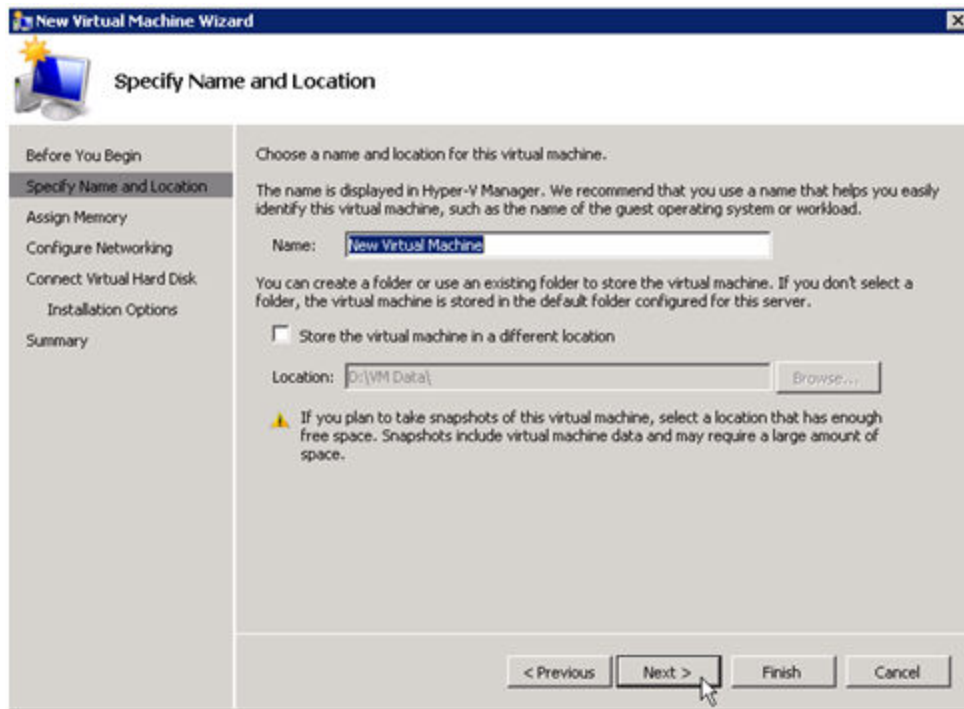 New Virtual Machine Wizard
Specify Name and Location
Before You Begin
Specify Name and Location
Assign Memory
Configure Networking
Connect Virtual Hard Disk
Installation Options
Summary
Choose a name and location for this virtual machine.
The name is displayed in Hyper-V Manager. We recommend that you use a name that helps you easily
identify this virtual machine, such as the name of the guest operating system or workload.
Name: New Virtual Machine
You can create a folder or use an existing folder to store the virtual machine. If you don't select a
folder, the virtual machine is stored in the default folder configured for this server.
Store the virtual machine in a different location
Location: D:\VM Data\ Browse...
If you plan to take snapshots of this virtual machine, select a location that has enough
free space. Snapshots include virtual machine data and may require a large amount of
space.
< Previous Next > Finish Cancel